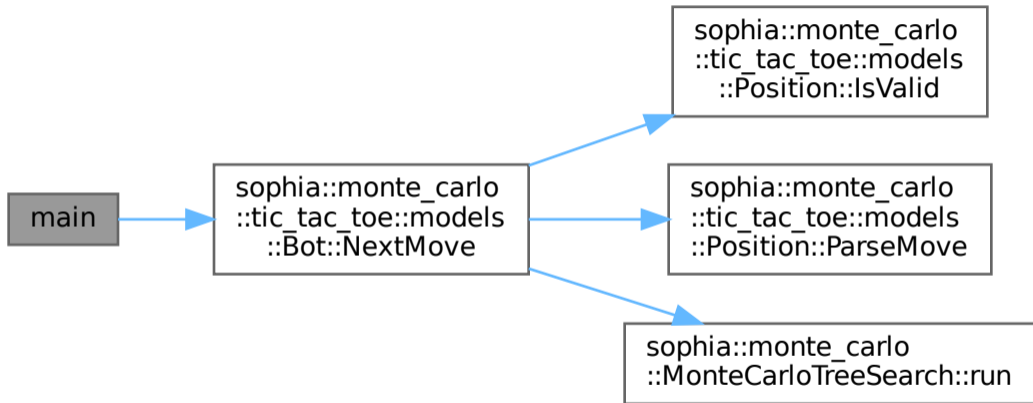 main
sophia::monte_carlo
::tic_tac_toe::models
::Bot::NextMove
sophia::monte_carlo
::tic_tac_toe::models
::Position::IsValid
sophia::monte_carlo
::tic_tac_toe::models
::Position::ParseMove
sophia::monte_carlo
::MonteCarloTreeSearch::run